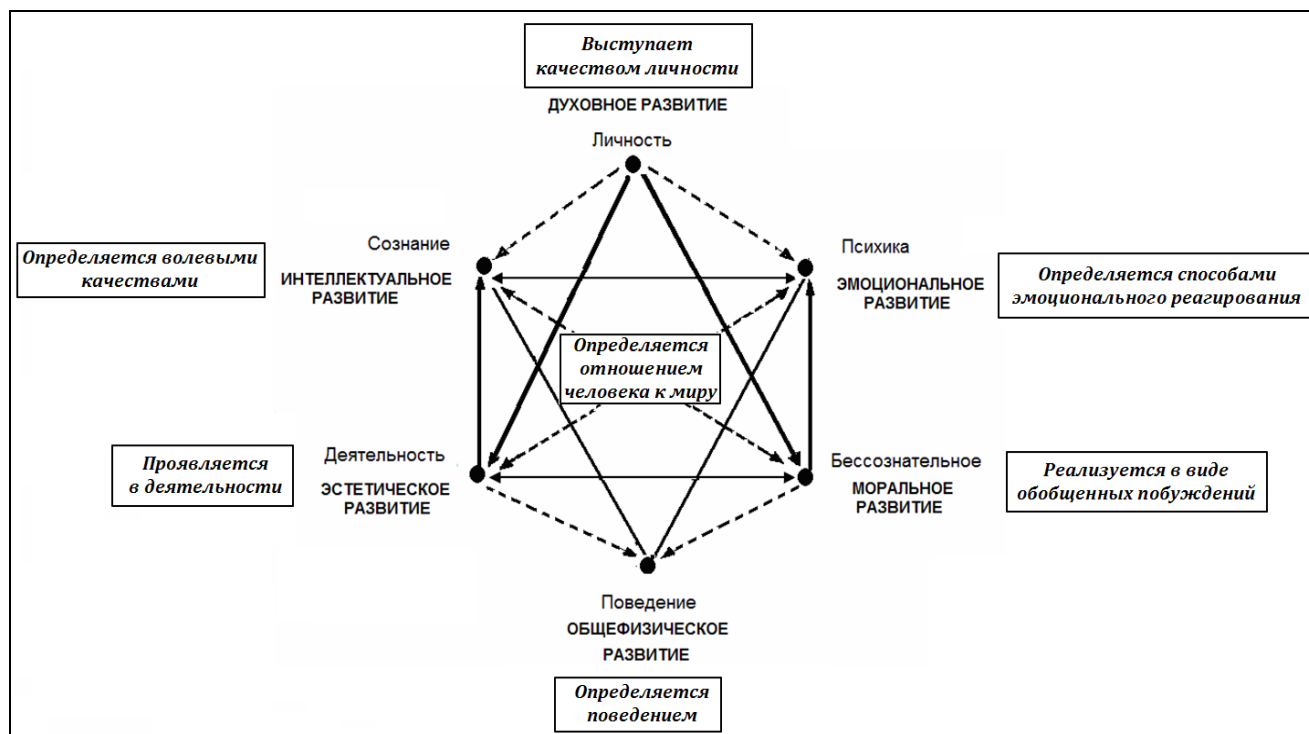 Выступает
качеством личности
ДУХОВНОЕ РАЗВИТИЕ
Личность
Сознание
ИНТЕЛЛЕКТУАЛЬНОЕ
РАЗВИТИЕ
Определяется волевыми
качествами
Психика
ЭМОЦИОНАЛЬНОЕ
РАЗВИТИЕ
Определяется способами
эмоционального реагирования
Определяется
отношением
человека к миру
Проявляется
в деятельности
Деятельность
ЭСТЕТИЧЕСКОЕ
РАЗВИТИЕ
Бессознательное
МОРАЛЬНОЕ
РАЗВИТИЕ
Реализуется в виде
обобщенных побуждений
Поведение
ОБЩЕФИЗИЧЕСКОЕ
РАЗВИТИЕ
Определяется
поведением